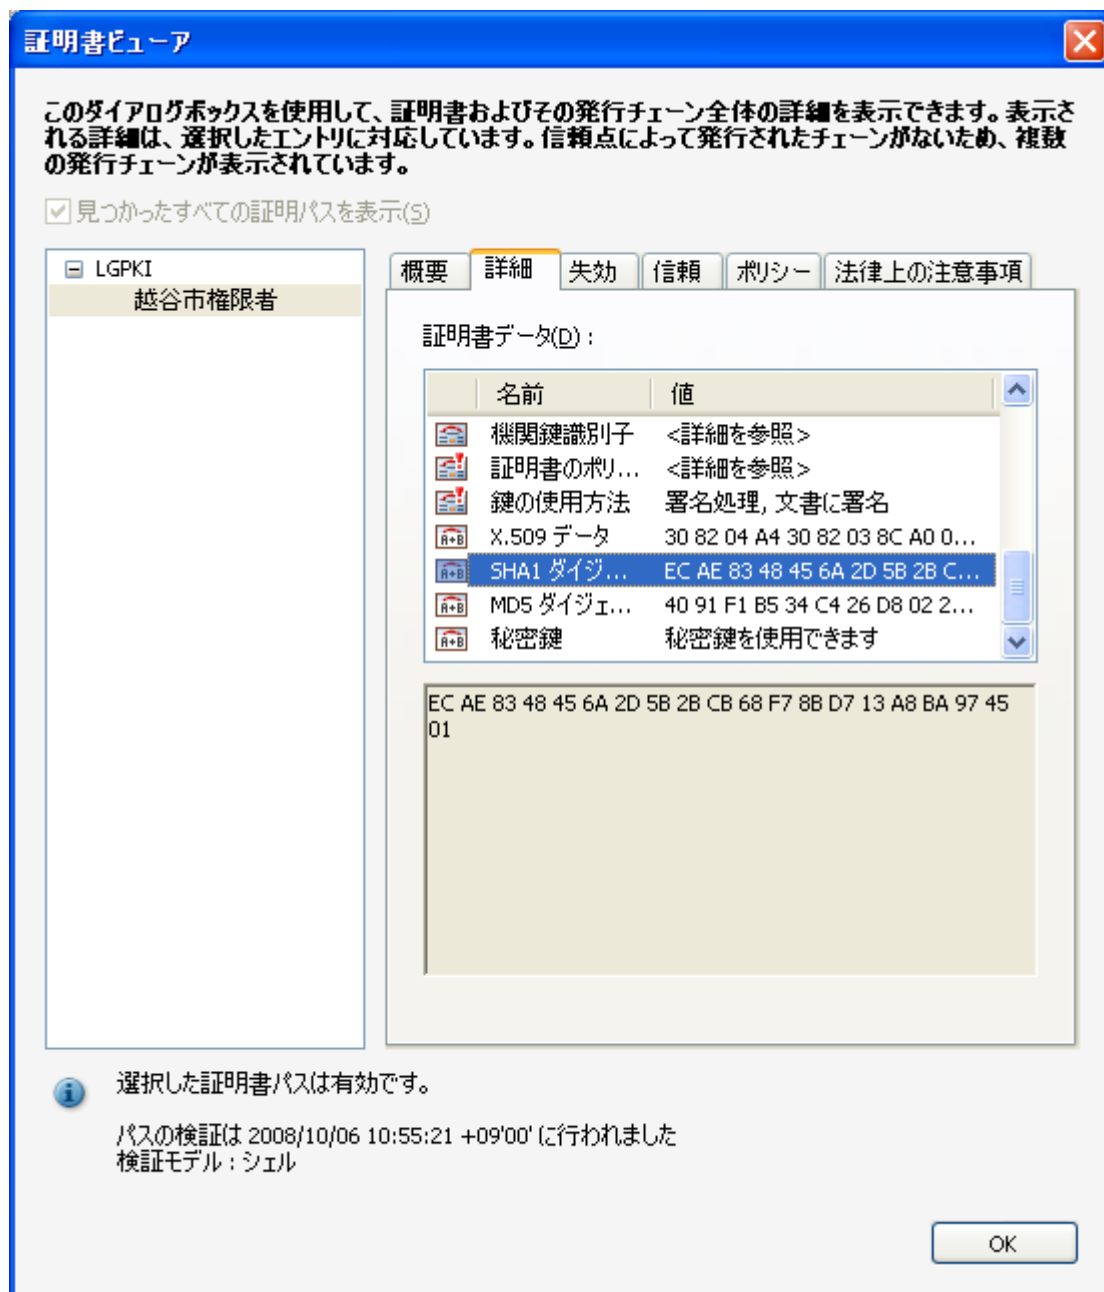 証明書ビューア
このダイアログボックスを使用して、証明書およびその発行チェーン全体の詳細を表示できます。表示さ
れる詳細は、選択したエントリに対応しています。信頼点によって発行されたチェーンがないため、複数
の発行チェーンが表示されています。
見つかったすべての証明パスを表示(S)
LGPKI
越谷市権限者
概要 詳細 失効 信頼 ポリシー 法律上の注意事項
証明書データ(D) :
名前 値
機関鍵識別子 <詳細を参照>
証明書のポリ... <詳細を参照>
鍵の使用方法 署名処理, 文書に署名
X.509 データ 30 82 04 A4 30 82 03 8C A0 0...
SHA1 ダイジ... EC AE 83 48 45 6A 2D 5B 2B C...
MD5 ダイジェ... 40 91 F1 B5 34 C4 26 D8 02 2...
秘密鍵 秘密鍵を使用できます
EC AE 83 48 45 6A 2D 5B 2B CB 68 F7 8B D7 13 A8 BA 97 45
01
選択した証明書パスは有効です。
パスの検証は 2008/10/06 10:55:21 +09'00' に行われました
検証モデル : シェル
OK